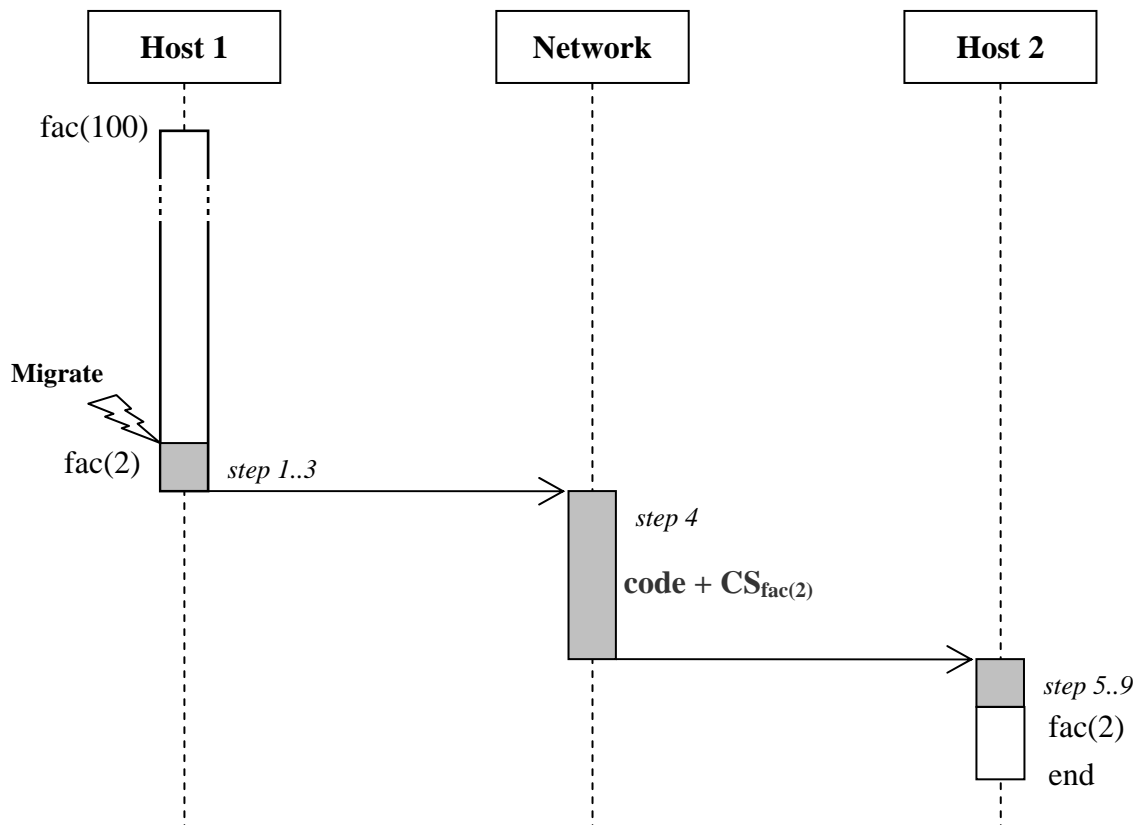 Host 1
Network
Host 2
fac(100)
Migrate
fac(2)
step 1..3
step 4
code + CSfac(2)
step 5..9
fac(2)
end